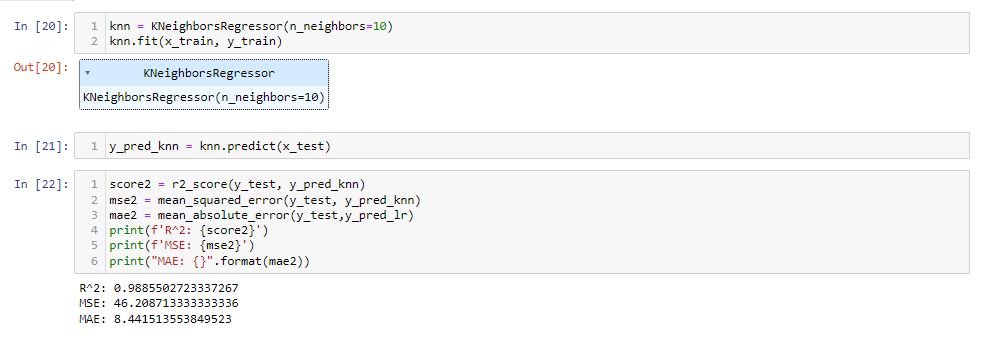 In [20]:
1 knn = KNeighborsRegressor(n_neighbors=10)
2 knn.fit(x_train, y_train)
Out[20]:
▾ KNeighborsRegressor
KNeighborsRegressor(n_neighbors=10)
In [21]:
1 y_pred_knn = knn.predict(x_test)
In [22]:
1 score2 = r2_score(y_test, y_pred_knn)
2 mse2 = mean_squared_error(y_test, y_pred_knn)
3 mae2 = mean_absolute_error(y_test,y_pred_lr)
4 print(f'R^2: {score2}')
5 print(f'MSE: {mse2}')
6 print("MAE: {}".format(mae2))
R^2: 0.9885502723337267
MSE: 46.208713333333336
MAE: 8.441513553849523